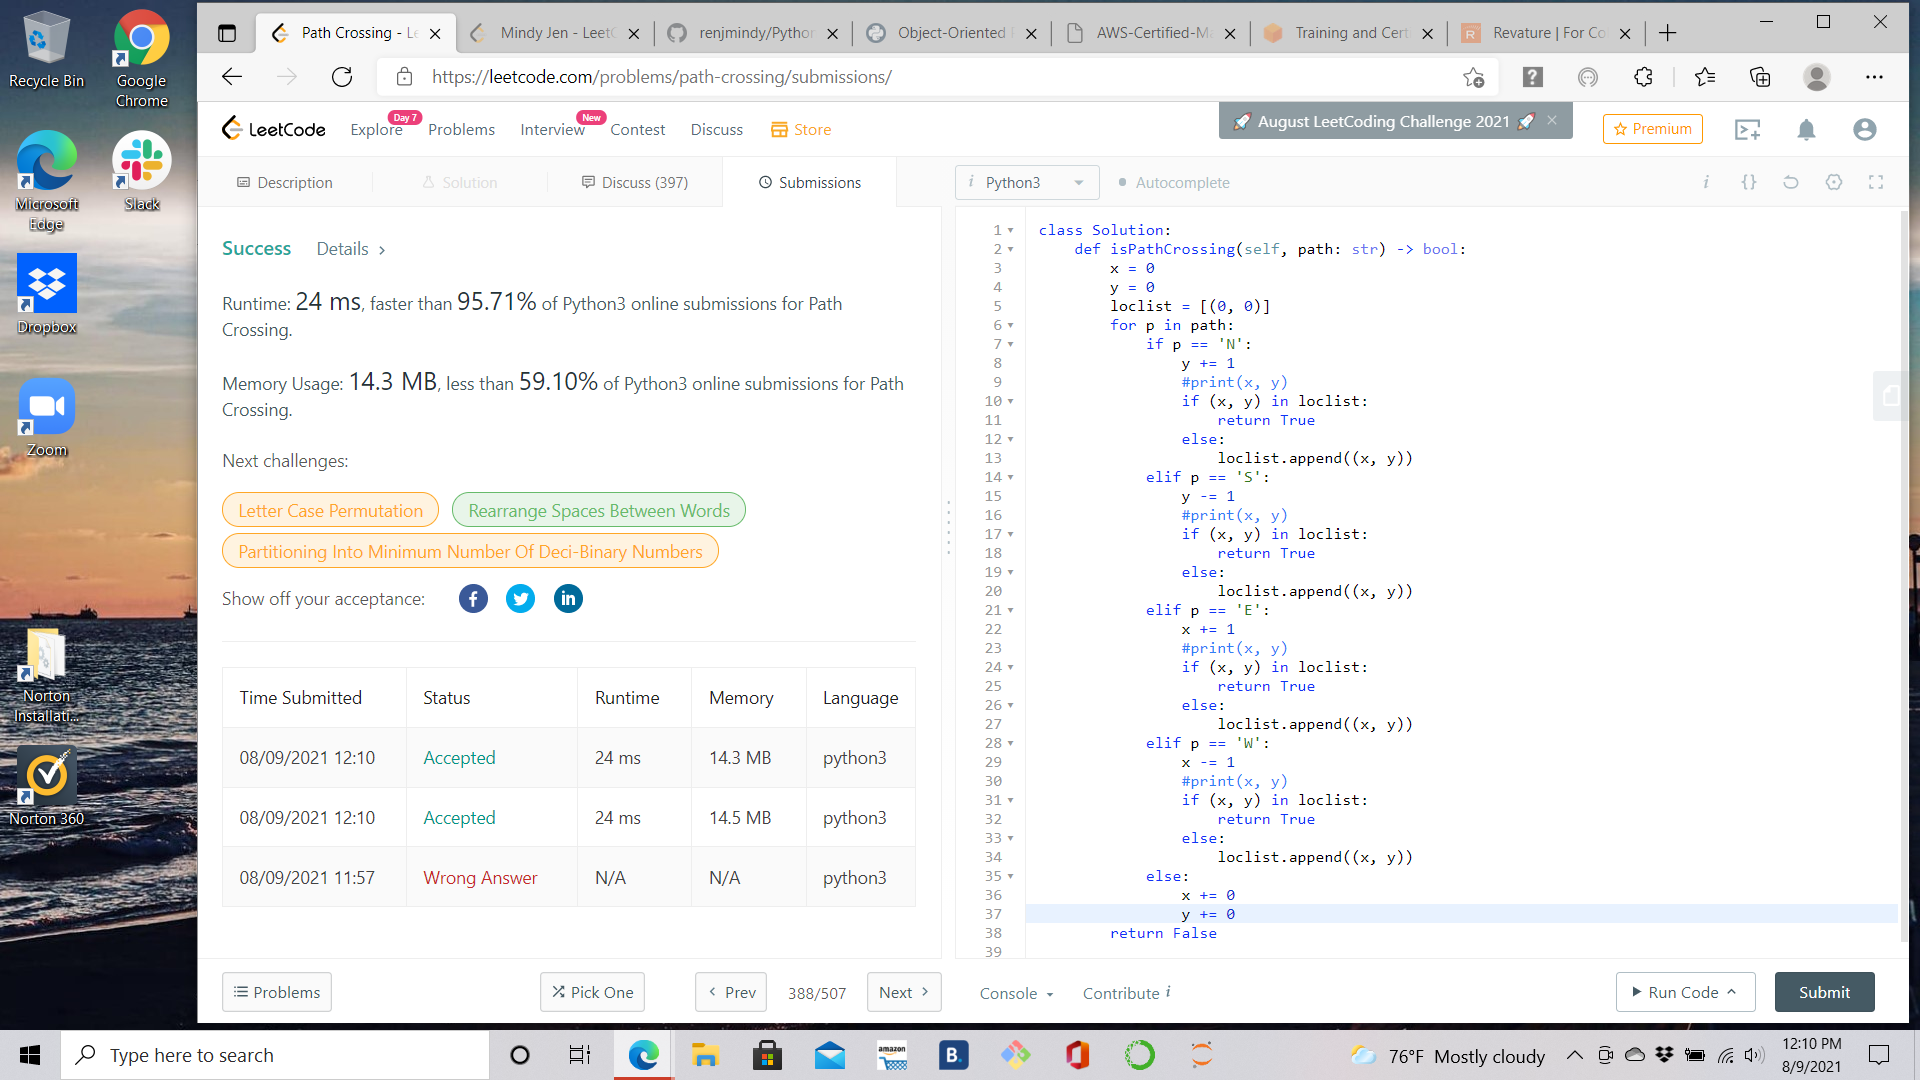 Recycle Bin
Google Chrome
Microsoft Edge
Slack
Dropbox
Zoom
Norton Installati...
Norton 360
Path Crossing - Le
Mindy Jen - LeetC
renjmindy/Python
Object-Oriented
AWS-Certified-Ma
Training and Cert
R Revature | For Co
https://leetcode.com/problems/path-crossing/submissions/
LeetCode
Explore
Day 7
Problems
Interview
New
Contest
Discuss
Store
🚀 August LeetCoding Challenge 2021 🚀
Premium
Description
Solution
Discuss (397)
Submissions
i Python3
Autocomplete
i {}
Success Details >
Runtime: 24 ms, faster than 95.71% of Python3 online submissions for Path
Crossing.
Memory Usage: 14.3 MB, less than 59.10% of Python3 online submissions for Path
Crossing.
Next challenges:
Letter Case Permutation
Rearrange Spaces Between Words
Partitioning Into Minimum Number Of Deci-Binary Numbers
Show off your acceptance:
Time Submitted Status Runtime Memory Language
08/09/2021 12:10 Accepted 24 ms 14.3 MB python3
08/09/2021 12:10 Accepted 24 ms 14.5 MB python3
08/09/2021 11:57 Wrong Answer N/A N/A python3
1 class Solution:
2 def isPathCrossing(self, path: str) -> bool:
3 x = 0
4 y = 0
5 loclist = [(0, 0)]
6 for p in path:
7 if p == 'N':
8 y += 1
9 #print(x, y)
10 if (x, y) in loclist:
11 return True
12 else:
13 loclist.append((x, y))
14 elif p == 'S':
15 y -= 1
16 #print(x, y)
17 if (x, y) in loclist:
18 return True
19 else:
20 loclist.append((x, y))
21 elif p == 'E':
22 x += 1
23 #print(x, y)
24 if (x, y) in loclist:
25 return True
26 else:
27 loclist.append((x, y))
28 elif p == 'W':
29 x -= 1
30 #print(x, y)
31 if (x, y) in loclist:
32 return True
33 else:
34 loclist.append((x, y))
35 else:
36 x += 0
37 y += 0
38 return False
39
Problems
Pick One
Prev
388/507
Next
Console
Contribute i
Run Code
Submit
Type here to search
amazon
B.
76°F Mostly cloudy
12:10 PM
8/9/2021